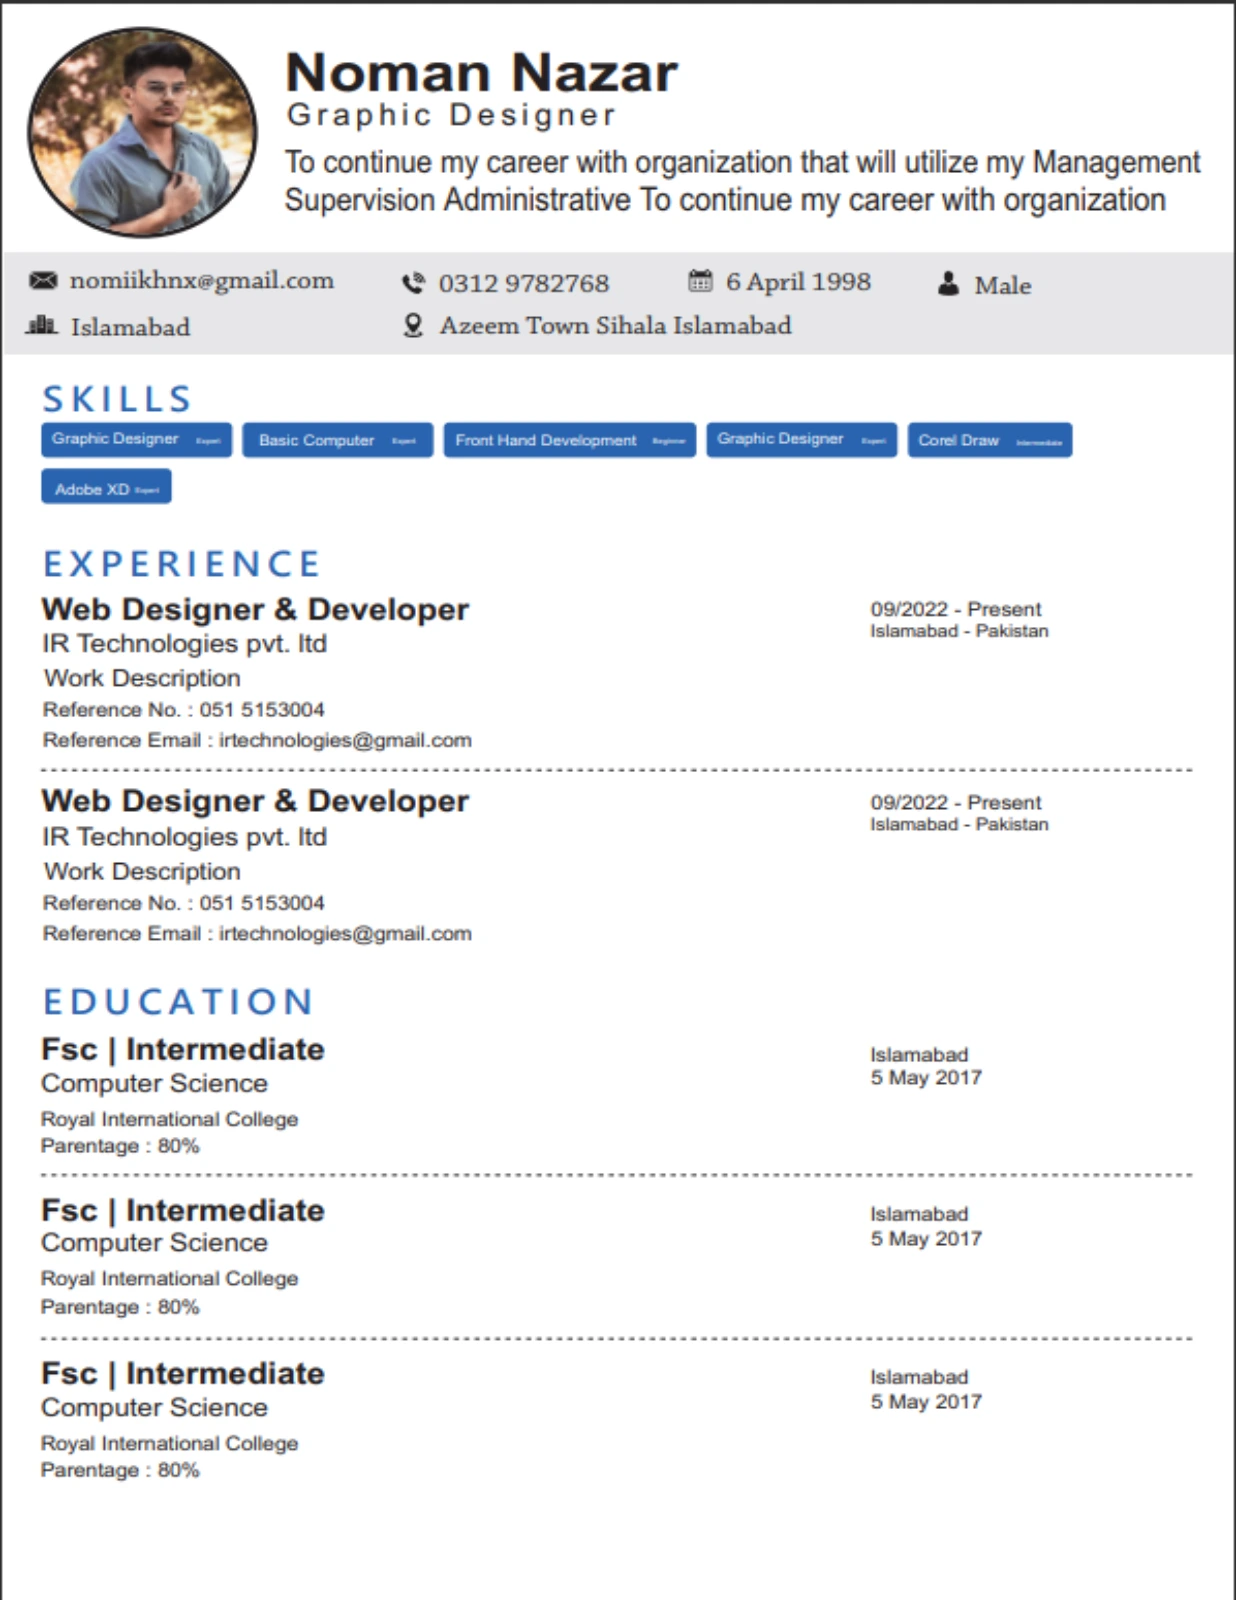 Noman Nazar
Graphic Designer
To continue my career with organization that will utilize my Management
Supervision Administrative To continue my career with organization
nomiikhnx@gmail.com 0312 9782768 6 April 1998 Male
Islamabad Azeem Town Sihala Islamabad
SKILLS
Graphic Designer Expert Basic Computer Expert Front Hand Development Beginner Graphic Designer Expert Corel Draw Intermediate
Adobe XD Expert
EXPERIENCE
Web Designer & Developer 09/2022 - Present
IR Technologies pvt. ltd Islamabad - Pakistan
Work Description
Reference No. : 051 5153004
Reference Email : irtechnologies@gmail.com
Web Designer & Developer 09/2022 - Present
IR Technologies pvt. ltd Islamabad - Pakistan
Work Description
Reference No. : 051 5153004
Reference Email : irtechnologies@gmail.com
EDUCATION
Fsc | Intermediate Islamabad
Computer Science 5 May 2017
Royal International College
Parentage : 80%
Fsc | Intermediate Islamabad
Computer Science 5 May 2017
Royal International College
Parentage : 80%
Fsc | Intermediate Islamabad
Computer Science 5 May 2017
Royal International College
Parentage : 80%